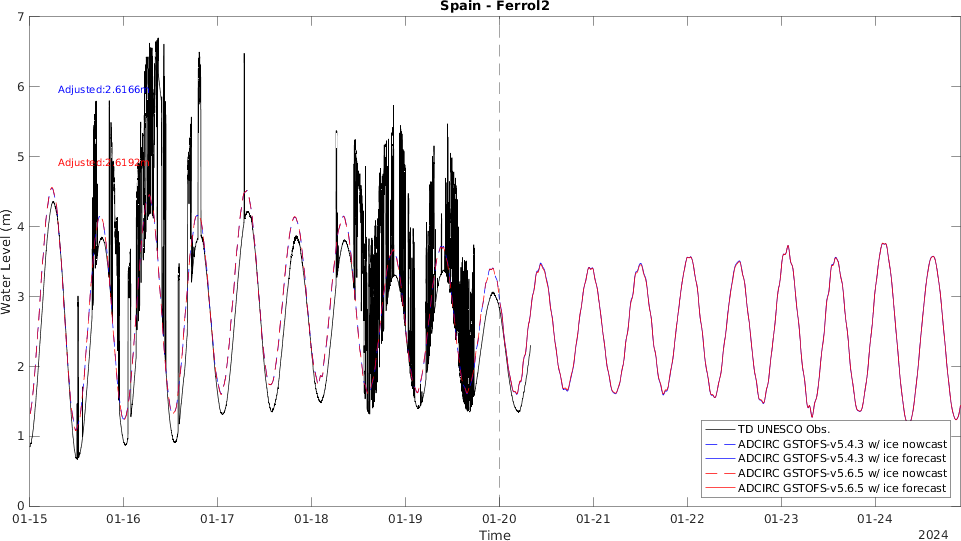 Spain - Ferrol2
7
6
5
4
3
2
1
0
Water Level (m)
Adjusted:2.6166m
Adjusted:2.6192m
TD UNESCO Obs.
ADCIRC GSTOFS-v5.4.3 w/ ice nowcast
ADCIRC GSTOFS-v5.4.3 w/ ice forecast
ADCIRC GSTOFS-v5.6.5 w/ ice nowcast
ADCIRC GSTOFS-v5.6.5 w/ ice forecast
01-15 01-16 01-17 01-18 01-19 01-20 01-21 01-22 01-23 01-24
Time
2024